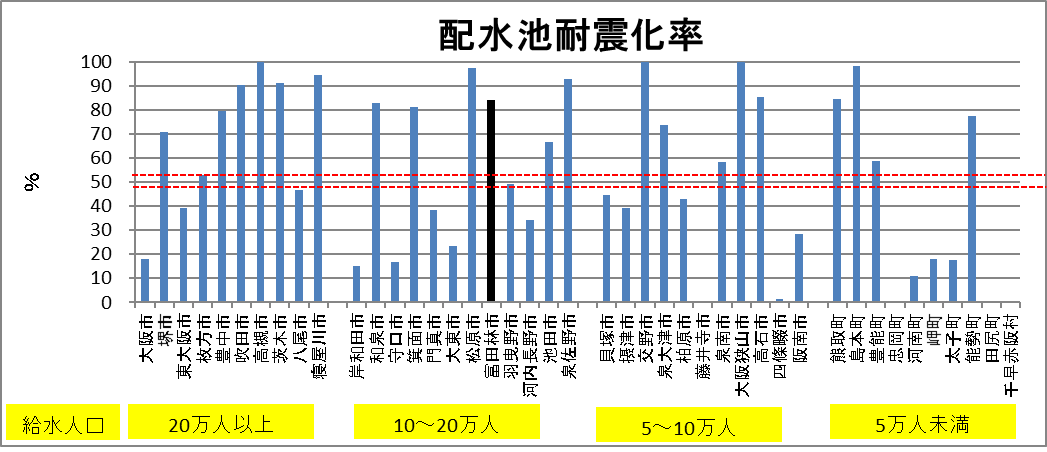 配水池耐震化率
100
90
80
70
60
50
40
30
20
10
0
%
大阪市
堺市
東大阪市
枚方市
豊中市
吹田市
高槻市
茨木市
八尾市
寝屋川市
岸和田市
和泉市
守口市
箕面市
門真市
大東市
松原市
富田林市
羽曳野市
河内長野市
池田市
泉佐野市
貝塚市
摂津市
交野市
泉大津市
柏原市
藤井寺市
泉南市
大阪狭山市
高石市
四條畷市
阪南市
熊取町
島本町
豊能町
忠岡町
河南町
岬町
太子町
能勢町
田尻町
千早赤阪村
給水人口
20万人以上
10～20万人
5～10万人
5万人未満